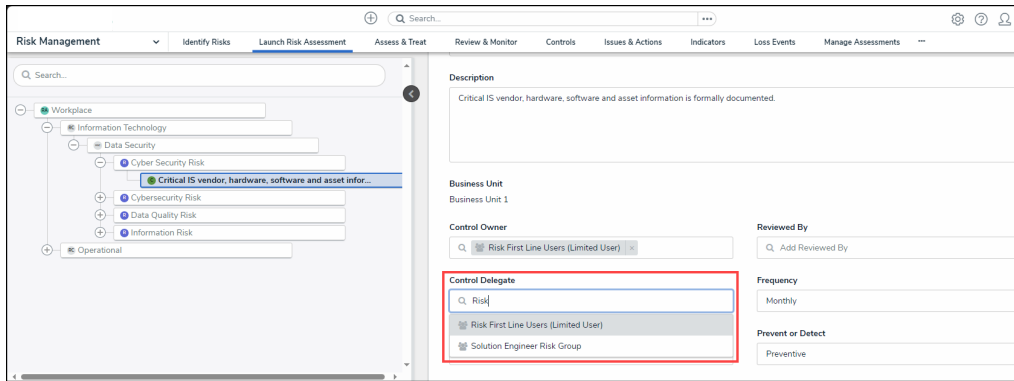 Search...
Risk Management
Identify Risks
Launch Risk Assessment
Assess & Treat
Review & Monitor
Controls
Issues & Actions
Indicators
Loss Events
Manage Assessments
Search...
Workplace
Information Technology
Data Security
R Cyber Security Risk
C Critical IS vendor, hardware, software and asset infor...
R Cybersecurity Risk
R Data Quality Risk
R Information Risk
Operational
Description
Critical IS vendor, hardware, software and asset information is formally documented.
Business Unit
Business Unit 1
Control Owner
Risk First Line Users (Limited User) ×
Reviewed By
Add Reviewed By
Control Delegate
Risk
Risk First Line Users (Limited User)
Solution Engineer Risk Group
Frequency
Monthly
Prevent or Detect
Preventive